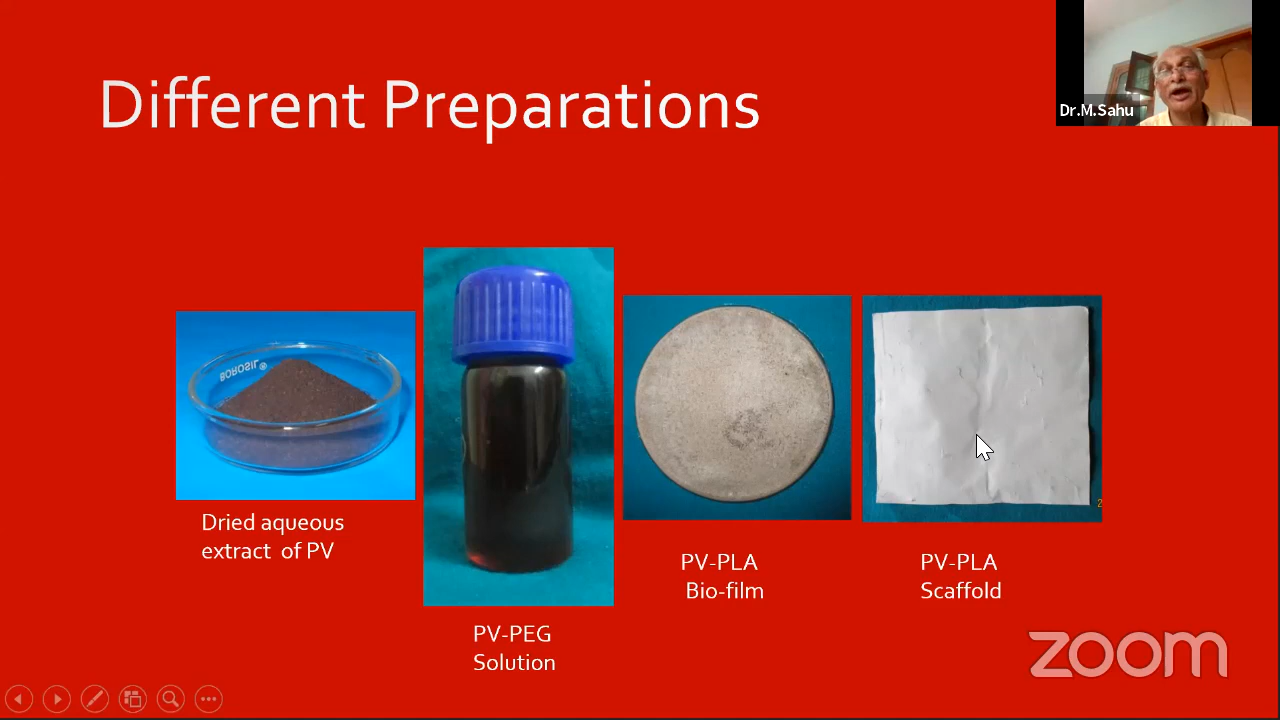 Different Preparations
Dr.M.Sahu
BOROSIL®
Dried aqueous
extract of PV
PV-PEG
Solution
PV-PLA
Bio-film
PV-PLA
Scaffold
2
zoom